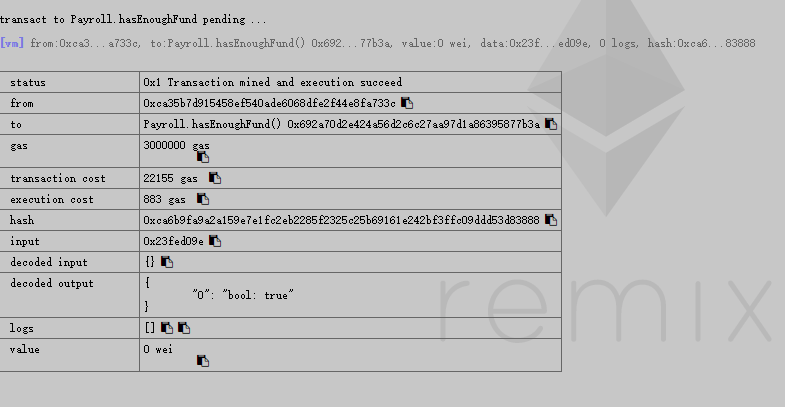 transact to Payroll.hasEnoughFund pending ...
[vm] from:0xca3...a733c, to:Payroll.hasEnoughFund() 0x692...77b3a, value:0 wei, data:0x23f...ed09e, 0 logs, hash:0xca6...83888
status 0x1 Transaction mined and execution succeed
from 0xca35b7d915458ef540ade6068dfe2f44e8fa733c
to Payroll.hasEnoughFund() 0x692a70d2e424a56d2c6c27aa97d1a86395877b3a
gas 3000000 gas
transaction cost 22155 gas
execution cost 883 gas
hash 0xca6b9fa9a2a159e7e1fc2eb2285f2325c25b69161e242bf3ffc09ddd53d83888
input 0x23fed09e
decoded input {}
decoded output {
"0": "bool: true"
}
logs []
value 0 wei
remix